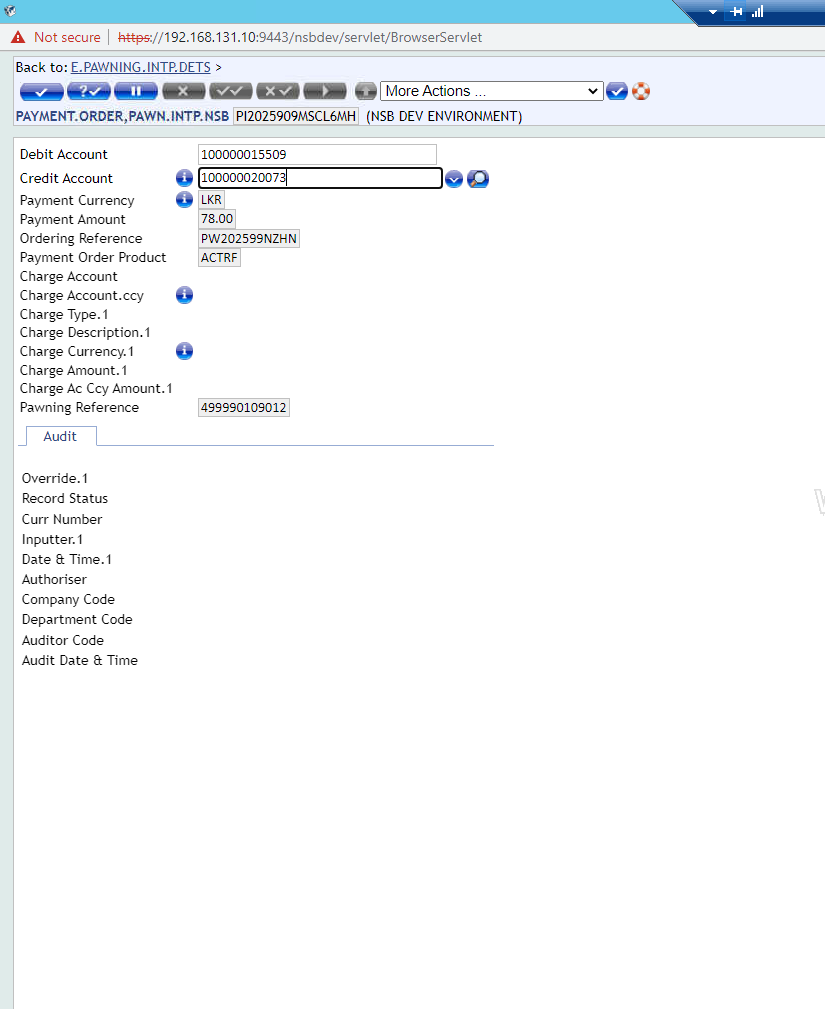 Not secure | https://192.168.131.10:9443/nsbdev/servlet/BrowserServlet
Back to: E.PAWNING.INTP.DETS >
More Actions ...
PAYMENT.ORDER,PAWN.INTP.NSB PI2025909MSCL6MH (NSB DEV ENVIRONMENT)
Debit Account 100000015509
Credit Account 100000020073
Payment Currency LKR
Payment Amount 78.00
Ordering Reference PW202599NZHN
Payment Order Product ACTRF
Charge Account
Charge Account.ccy
Charge Type.1
Charge Description.1
Charge Currency.1
Charge Amount.1
Charge Ac Ccy Amount.1
Pawning Reference 499990109012
Audit
Override.1
Record Status
Curr Number
Inputter.1
Date & Time.1
Authoriser
Company Code
Department Code
Auditor Code
Audit Date & Time